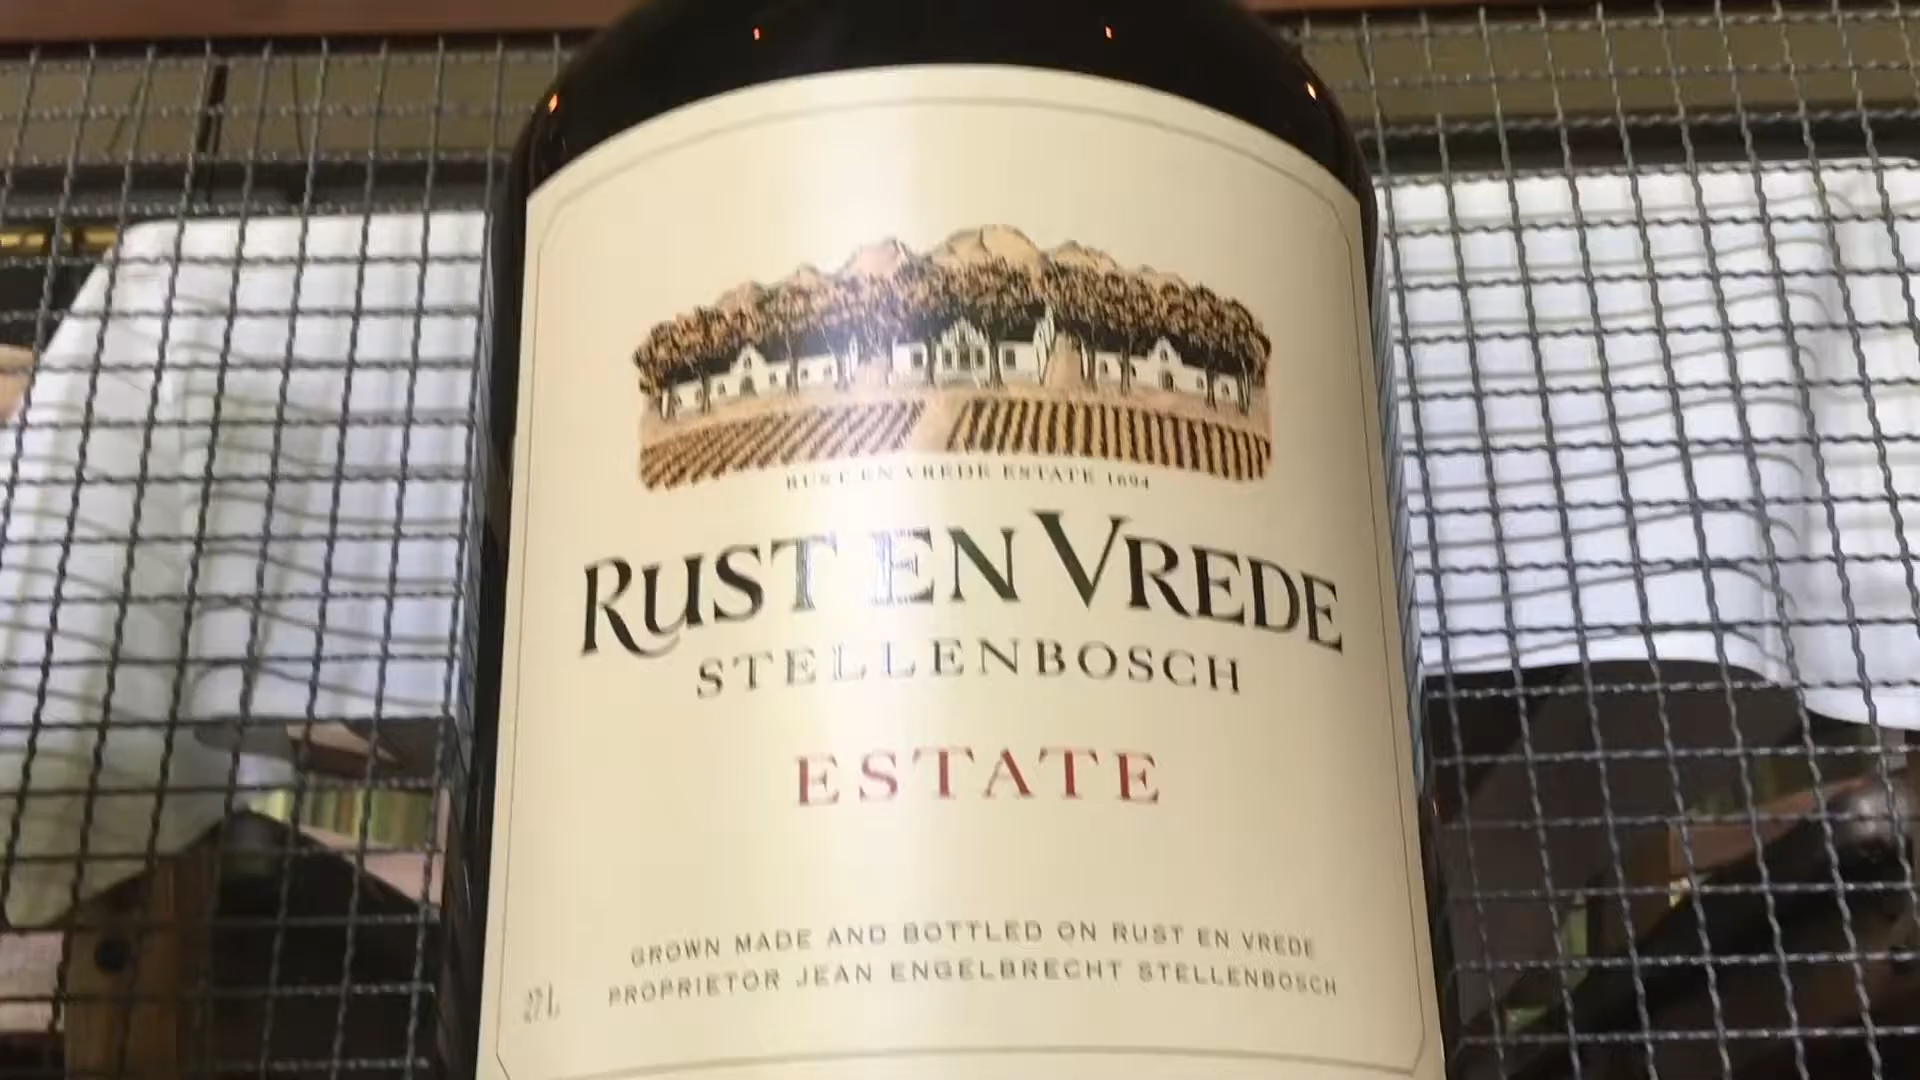 RUST EN VREDE ESTATE 1694
RUST EN VREDE
STELLENBOSCH
ESTATE
GROWN MADE AND BOTTLED ON RUST EN VREDE
PROPRIETOR JEAN ENGELBRECHT STELLENBOSCH
27 L